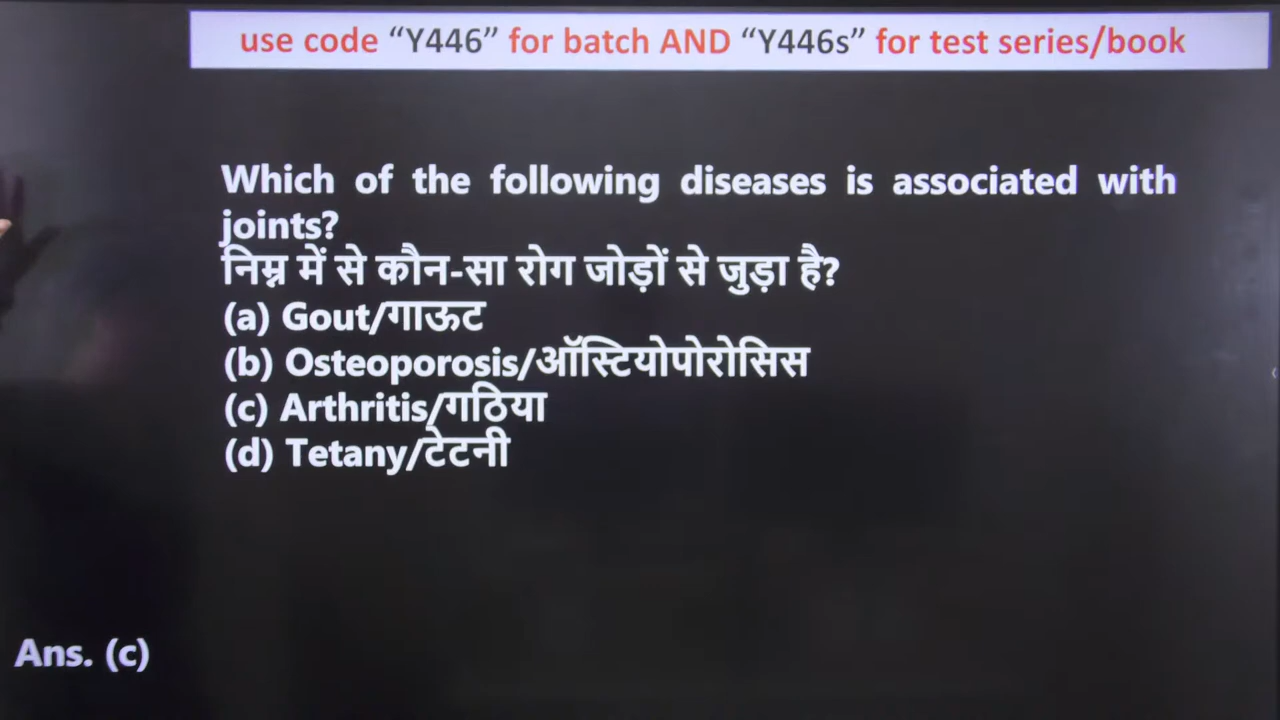 use code “Y446” for batch AND “Y446s” for test series/book
Which of the following diseases is associated with
joints?
निम्न में से कौन-सा रोग जोड़ों से जुड़ा है?
(a) Gout/गाऊट
(b) Osteoporosis/ऑस्टियोपोरोसिस
(c) Arthritis/गठिया
(d) Tetany/टेटनी
Ans. (c)